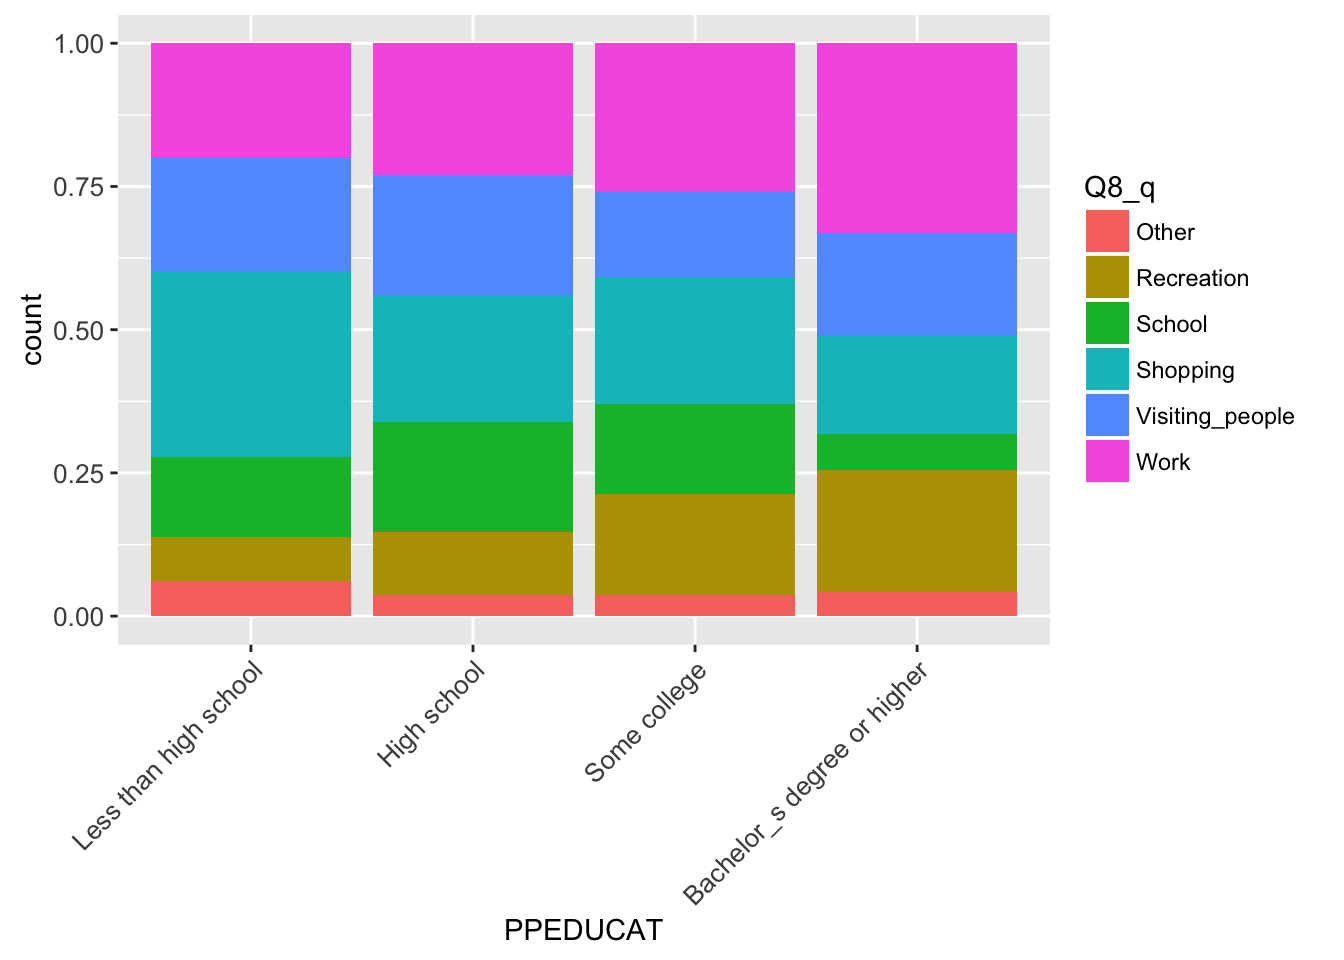 1.00
0.75
0.50
0.25
0.00
count
Less than high school
High school
Some college
Bachelor_s degree or higher
PPEDUCAT
Q8_q
Other
Recreation
School
Shopping
Visiting_people
Work